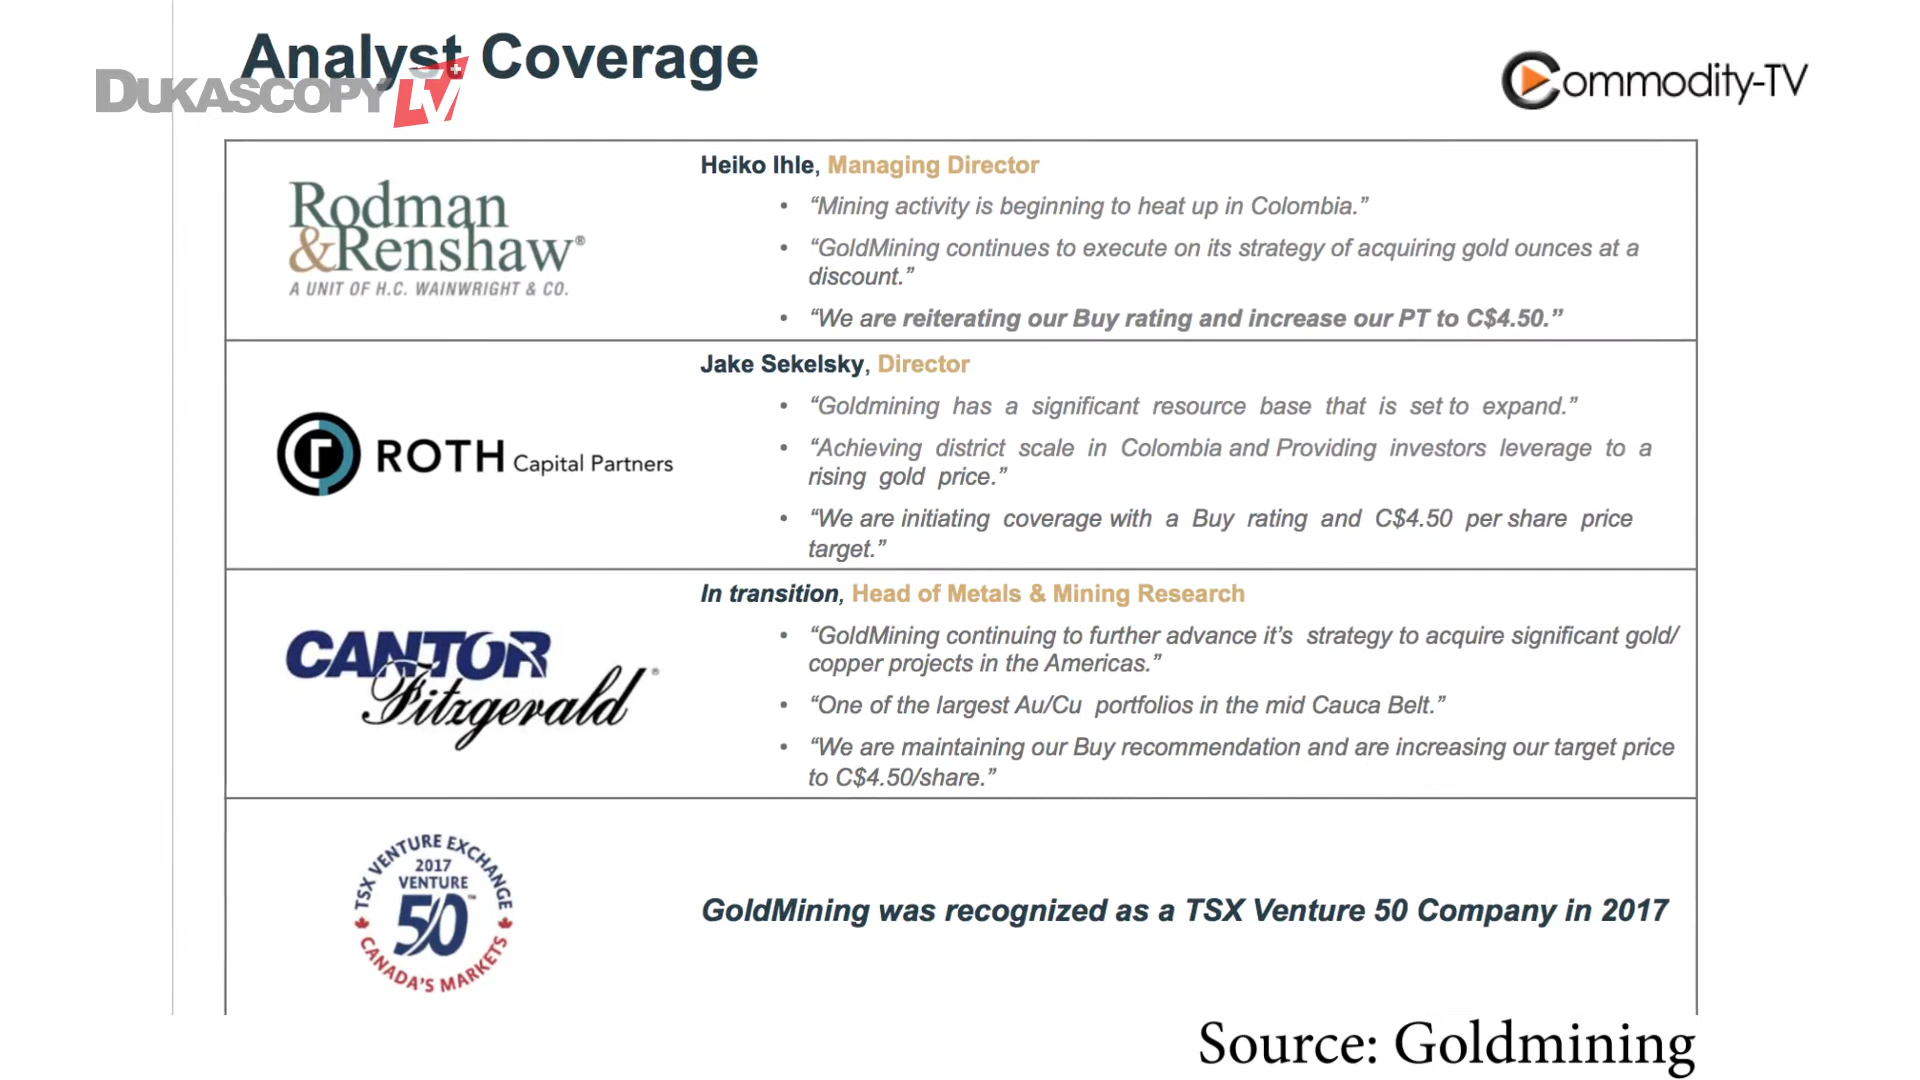 Analyst Coverage
DUKASCOPY TV
Commodity-TV
Rodman
&Renshaw®
A UNIT OF H.C. WAINWRIGHT & CO.
Heiko Ihle, Managing Director
• “Mining activity is beginning to heat up in Colombia.”
• “GoldMining continues to execute on its strategy of acquiring gold ounces at a
discount.”
• “We are reiterating our Buy rating and increase our PT to C$4.50.”
r ROTH Capital Partners
Jake Sekelsky, Director
• “Goldmining has a significant resource base that is set to expand.”
• “Achieving district scale in Colombia and Providing investors leverage to a
rising gold price.”
• “We are initiating coverage with a Buy rating and C$4.50 per share price
target.”
CANTOR
Fitzgerald®
In transition, Head of Metals & Mining Research
• “GoldMining continuing to further advance it’s strategy to acquire significant gold/
copper projects in the Americas.”
• “One of the largest Au/Cu portfolios in the mid Cauca Belt.”
• “We are maintaining our Buy recommendation and are increasing our target price
to C$4.50/share.”
TSX VENTURE EXCHANGE
2017
VENTURE
50™
CANADA'S MARKETS
GoldMining was recognized as a TSX Venture 50 Company in 2017
Source: Goldmining